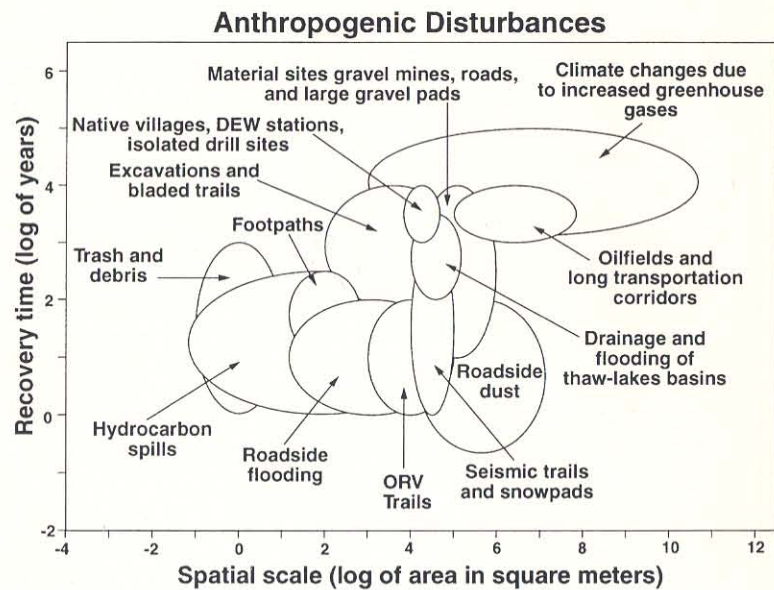 Anthropogenic Disturbances
Recovery time (log of years)
6
4
2
0
-2
Material sites gravel mines, roads,
and large gravel pads
Climate changes due
to increased greenhouse
gases
Native villages, DEW stations,
isolated drill sites
Excavations and
bladed trails
Footpaths
Trash and
debris
Oilfields and
long transportation
corridors
Drainage and
flooding of
thaw-lakes basins
Roadside
dust
Hydrocarbon
spills
Roadside
flooding
ORV
Trails
Seismic trails
and snowpads
-4
-2
0
2
4
6
8
10
12
Spatial scale (log of area in square meters)